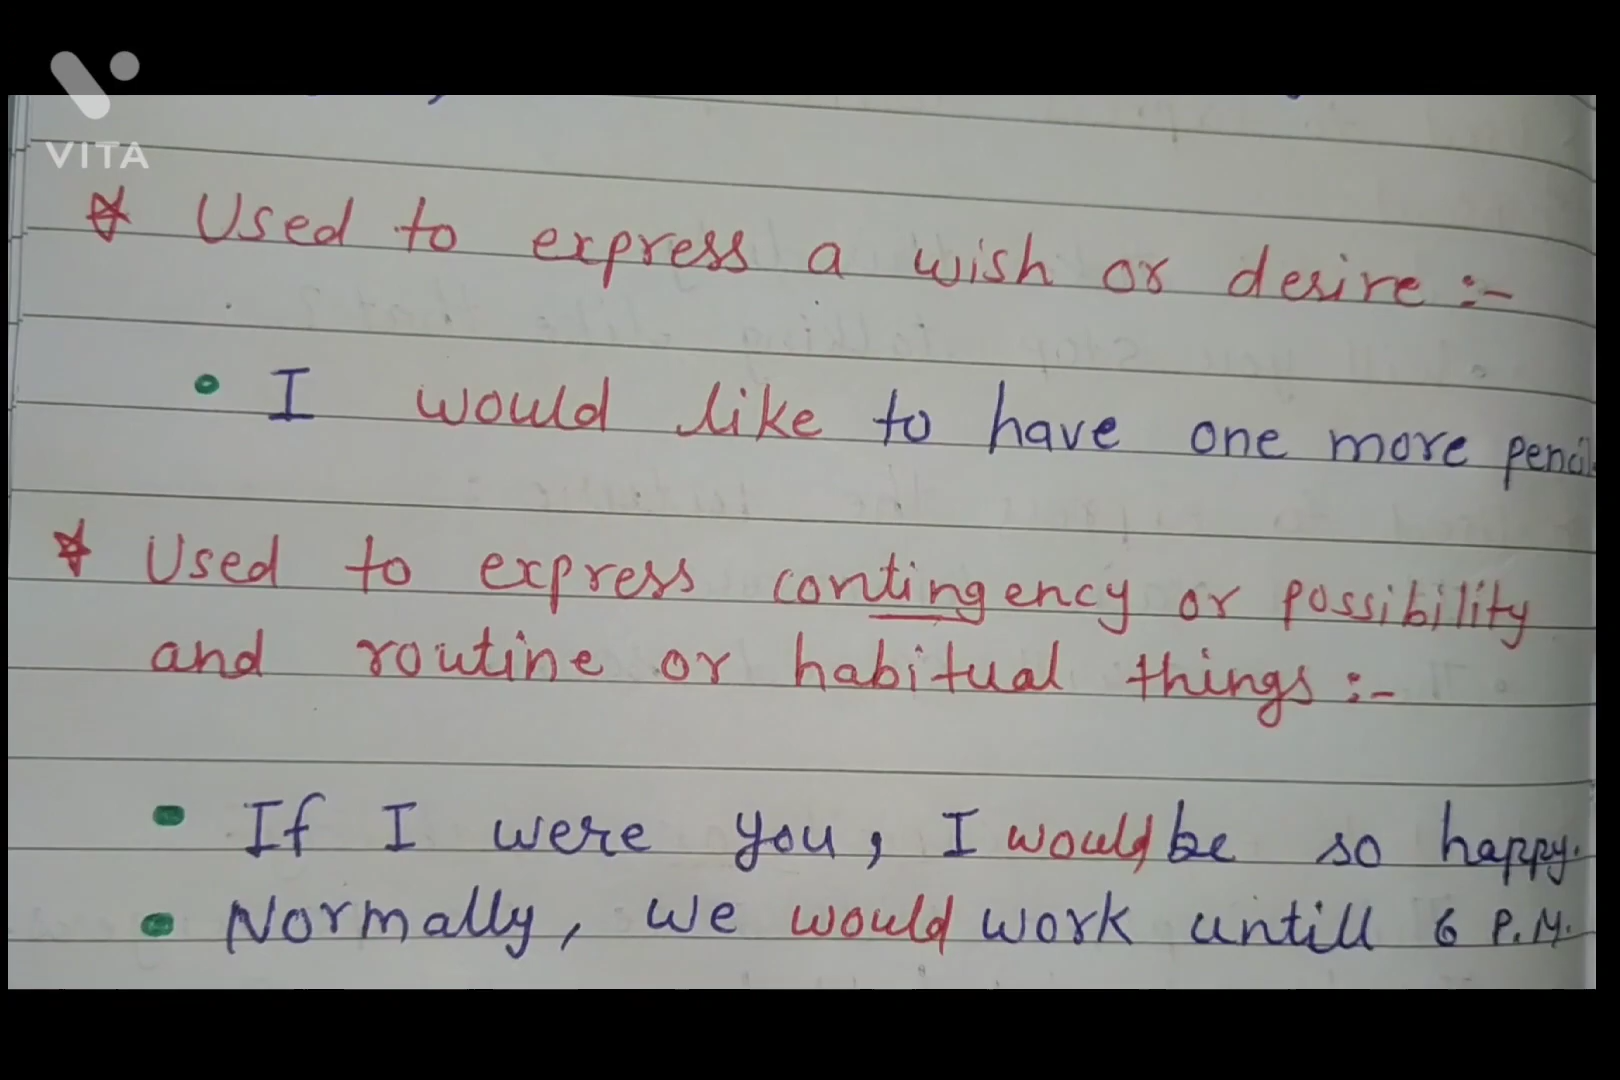 VITA
☆ Used to express a wish or desire :-
• I would like to have one more pencil
☆ Used to express contingency or possibility
and routine or habitual things :-
• If I were you, I would be so happy.
• Normally, we would work untill 6 P.M.